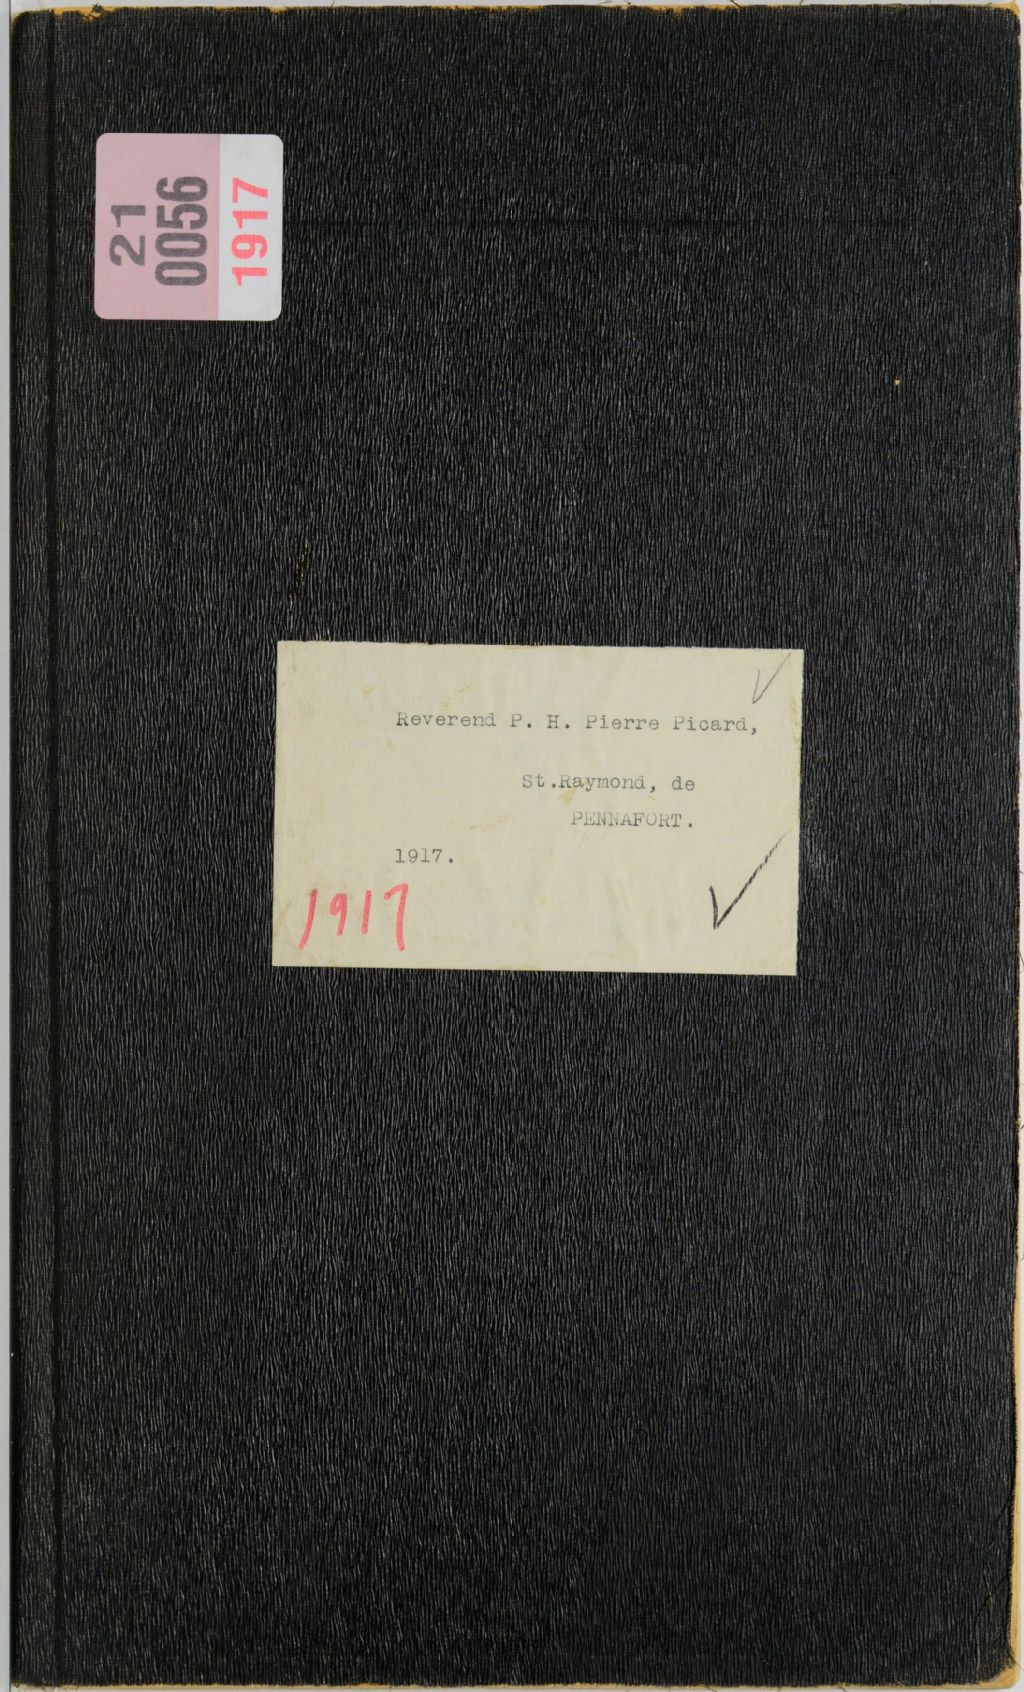 21
0056
1917
Reverend P. H. Pierre Picard,
St.Raymond, de
PENNAFORT.
1917.
1917